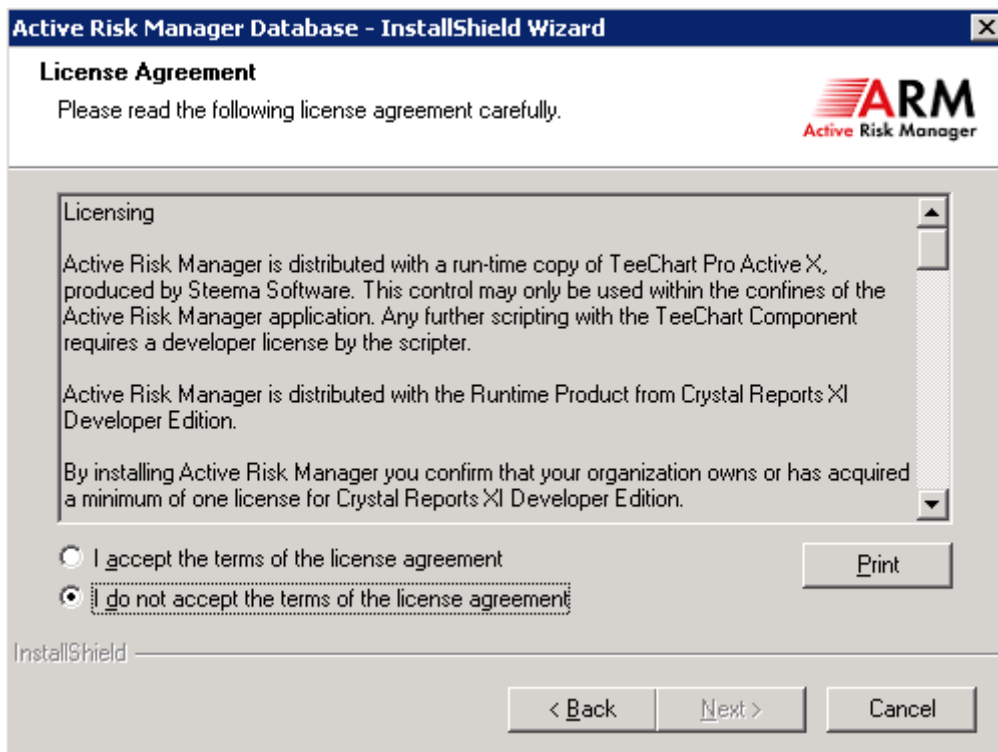 Active Risk Manager Database - InstallShield Wizard
License Agreement
Please read the following license agreement carefully.
ARM
Active Risk Manager
Licensing
Active Risk Manager is distributed with a run-time copy of TeeChart Pro Active X,
produced by Steema Software. This control may only be used within the confines of the
Active Risk Manager application. Any further scripting with the TeeChart Component
requires a developer license by the scripter.
Active Risk Manager is distributed with the Runtime Product from Crystal Reports XI
Developer Edition.
By installing Active Risk Manager you confirm that your organization owns or has acquired
a minimum of one license for Crystal Reports XI Developer Edition.
I accept the terms of the license agreement
Print
I do not accept the terms of the license agreement
InstallShield
< Back
Next >
Cancel